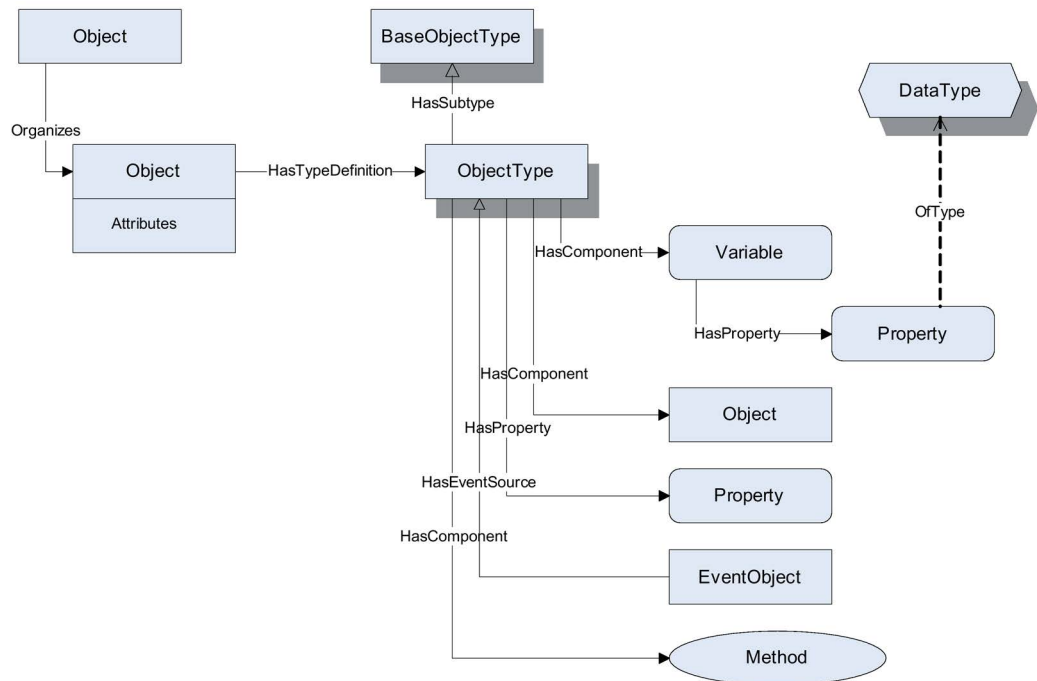 Object
BaseObjectType
DataType
HasSubtype
Organizes
Object
HasTypeDefinition
ObjectType
Attributes
OfType
HasComponent
Variable
HasProperty
Property
HasComponent
Object
HasProperty
HasEventSource
Property
HasComponent
EventObject
Method